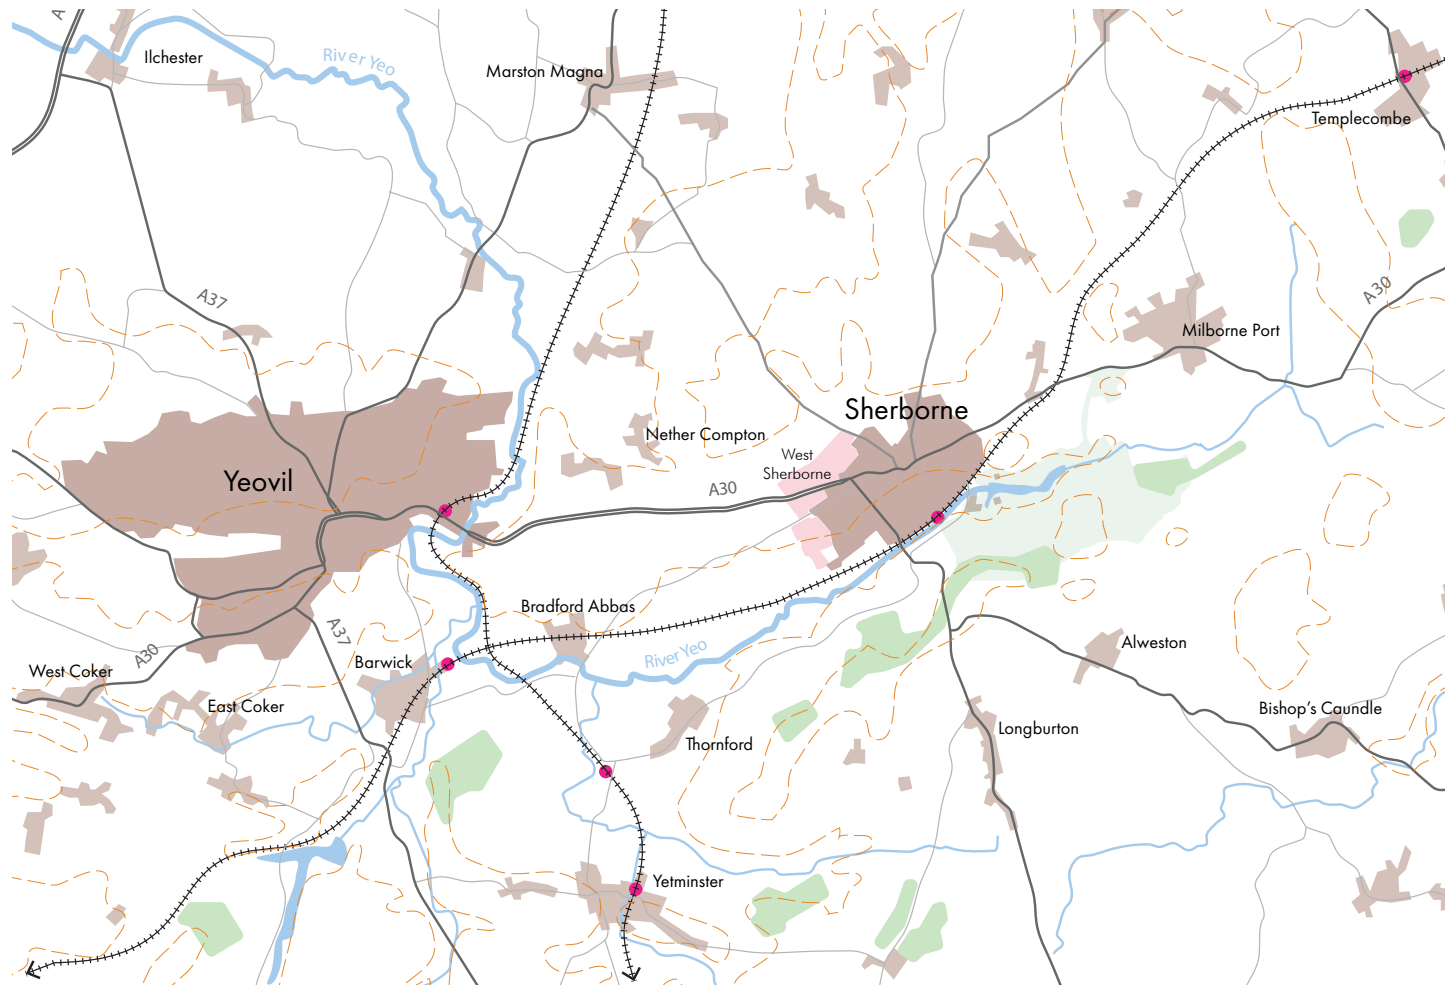 A
Ilchester
River Yeo
Marston Magna
Templecombe
A37
A30
Milborne Port
Sherborne
Nether Compton
West
Sherborne
Yeovil
A30
Bradford Abbas
A37
A30
River Yeo
Barwick
West Coker
East Coker
Alweston
Bishop's Caundle
Longburton
Thornford
Yetminster